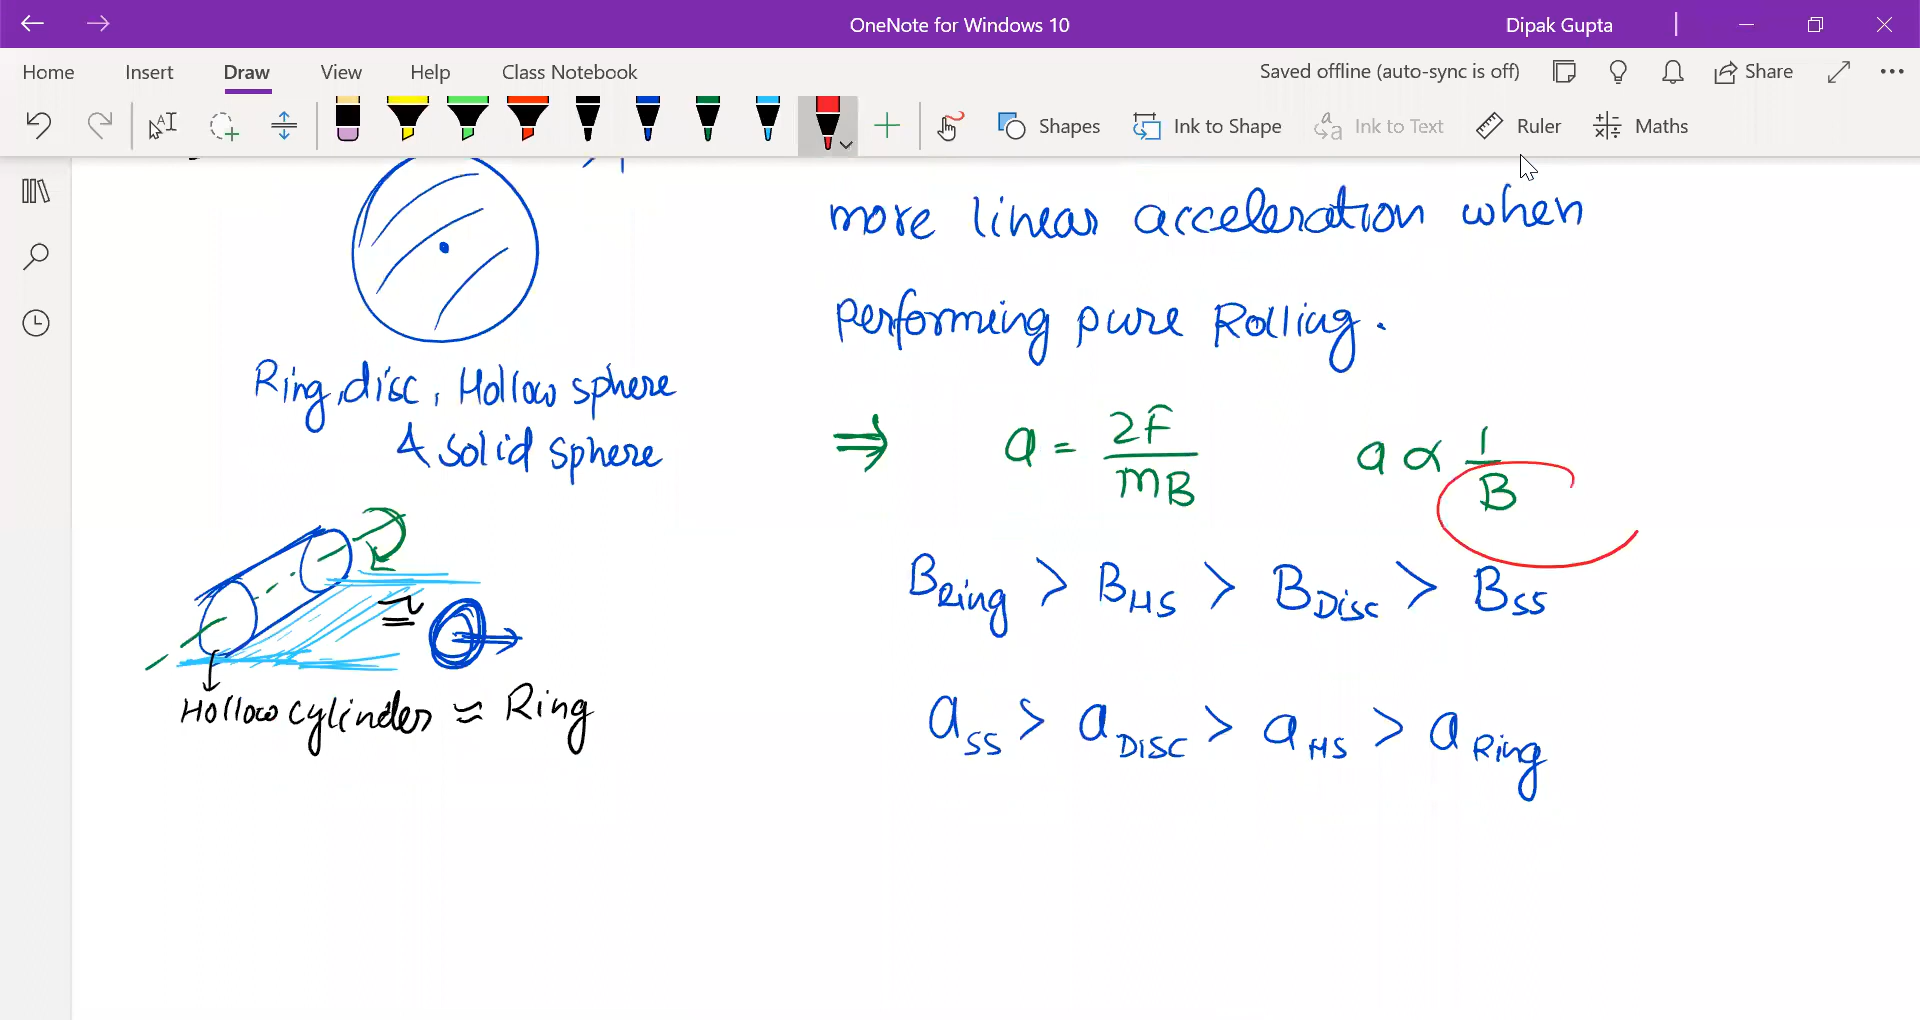 OneNote for Windows 10
Dipak Gupta
Home Insert Draw View Help Class Notebook
Saved offline (auto-sync is off) Share
Shapes Ink to Shape Ink to Text Ruler Maths
more linear acceleration when
performing pure Rolling.
Ring, disc, Hollow sphere
& solid sphere
⇒ a = 2F / mB a ∝ 1 / B
B_Ring > B_HS > B_Disc > B_SS
Hollow cylinder ≈ Ring
a_SS > a_DISC > a_HS > a_Ring